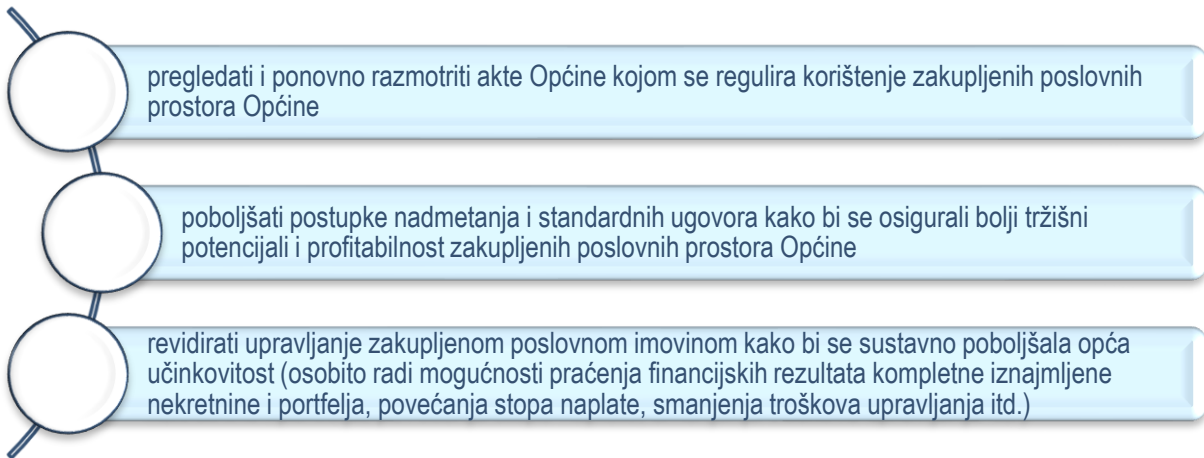 pregledati i ponovno razmotriti akte Općine kojom se regulira korištenje zakupljenih poslovnih
prostora Općine
poboljšati postupke nadmetanja i standardnih ugovora kako bi se osigurali bolji tržišni
potencijali i profitabilnost zakupljenih poslovnih prostora Općine
revidirati upravljanje zakupljenom poslovnom imovinom kako bi se sustavno poboljšala opća
učinkovitost (osobito radi mogućnosti praćenja financijskih rezultata kompletne iznajmljene
nekretnine i portfelja, povećanja stopa naplate, smanjenja troškova upravljanja itd.)